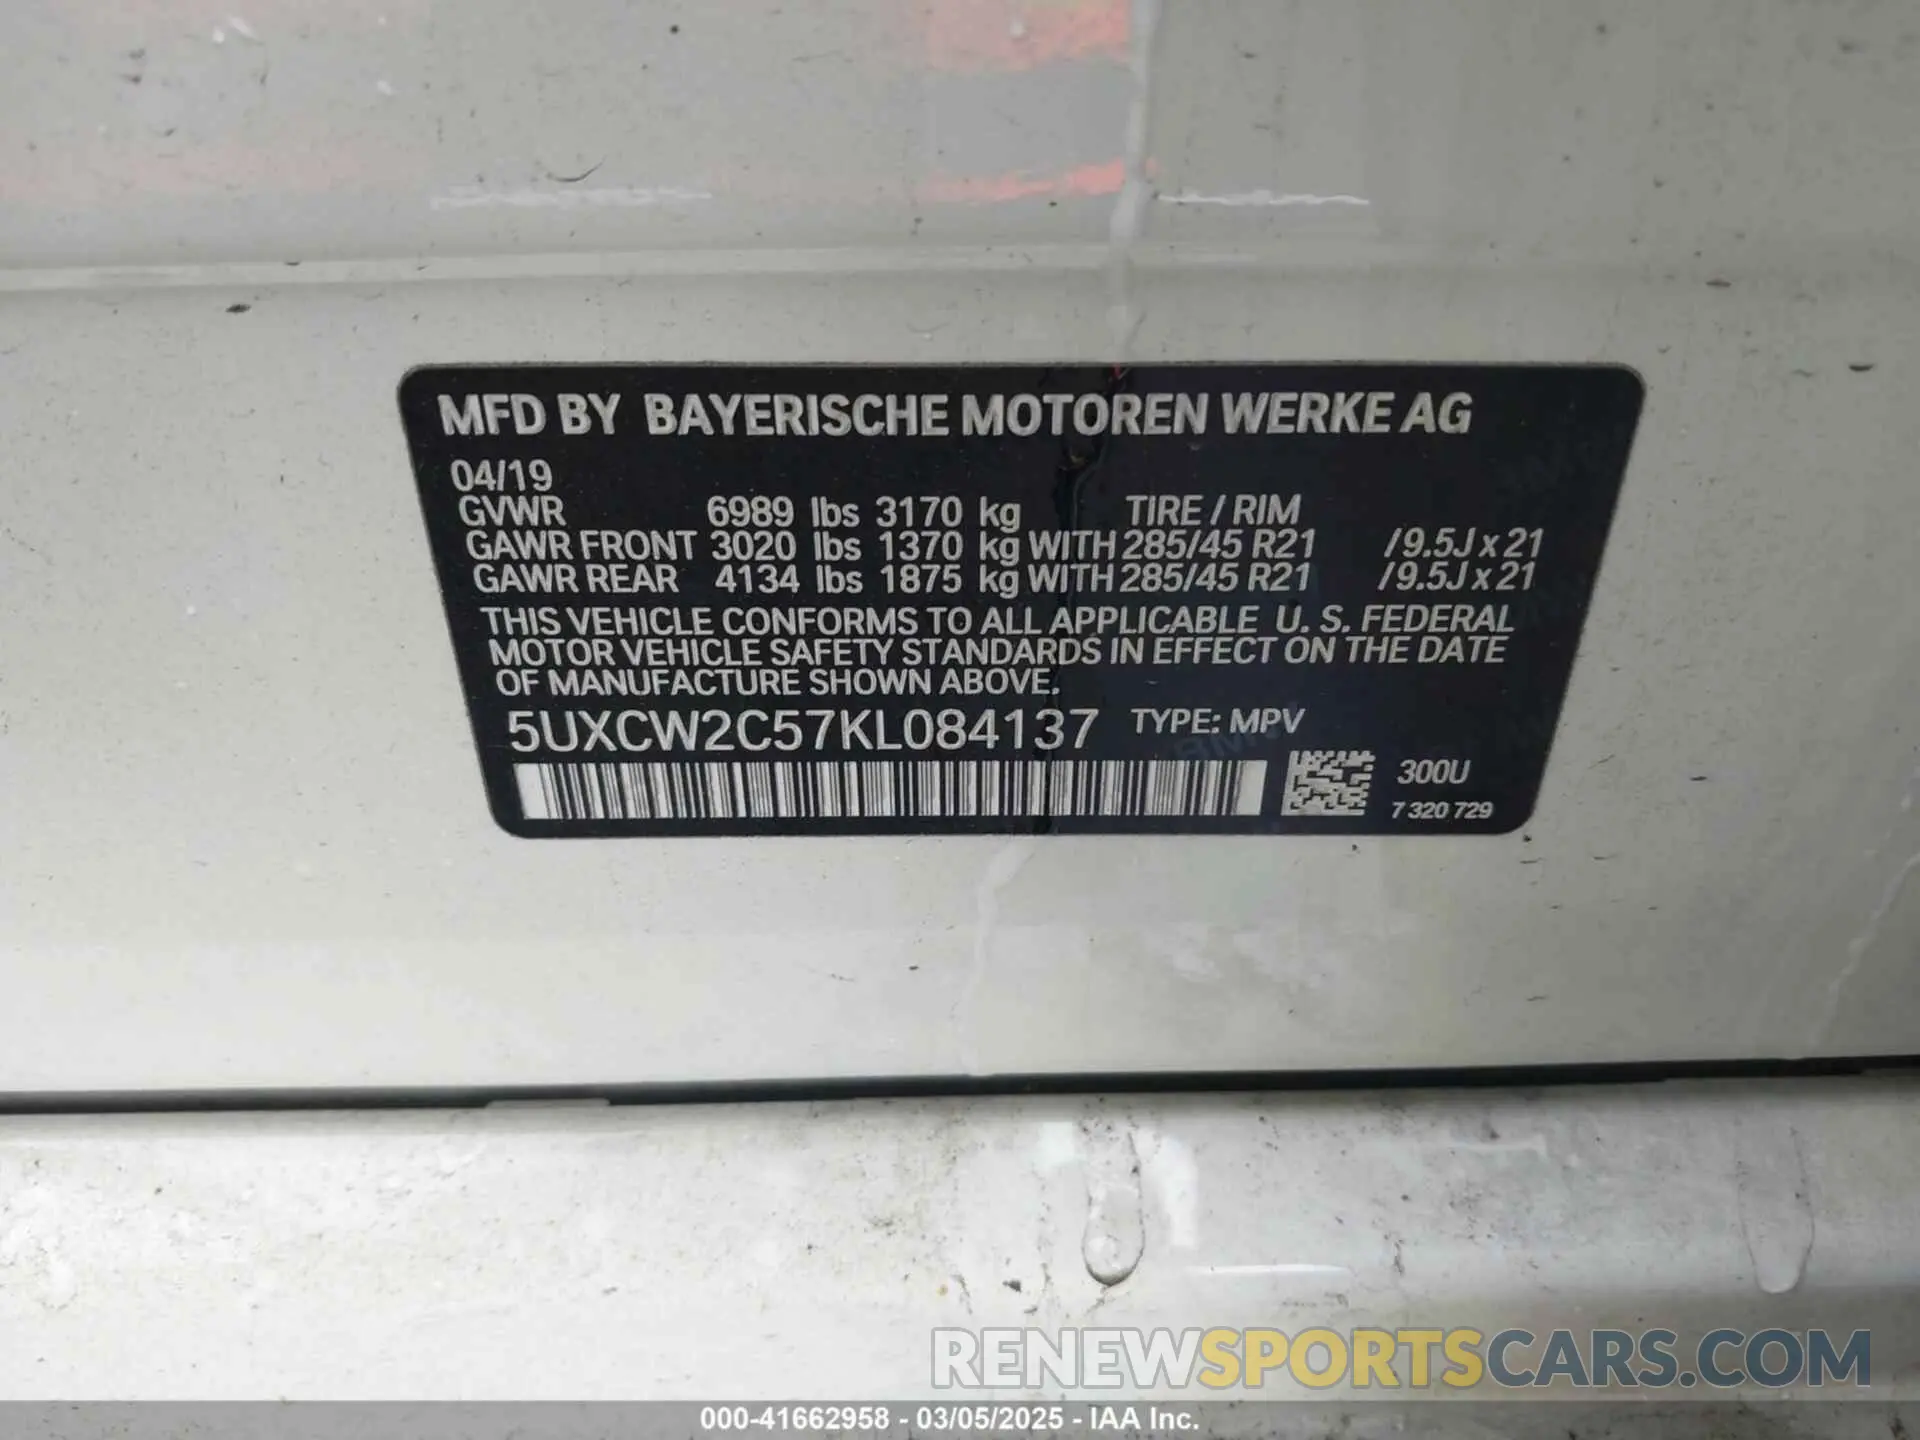 MFD BY BAYERISCHE MOTOREN WERKE AG
04/19
GVWR 6989 lbs 3170 kg TIRE / RIM
GAWR FRONT 3020 lbs 1370 kg WITH 285/45 R21 /9.5J x 21
GAWR REAR 4134 lbs 1875 kg WITH 285/45 R21 /9.5J x 21
THIS VEHICLE CONFORMS TO ALL APPLICABLE U. S. FEDERAL
MOTOR VEHICLE SAFETY STANDARDS IN EFFECT ON THE DATE
OF MANUFACTURE SHOWN ABOVE.
5UXCW2C57KL084137 TYPE: MPV
300U
7 320 729
RENEWSPORTSCARS.COM
000-41662958 - 03/05/2025 - IAA Inc.